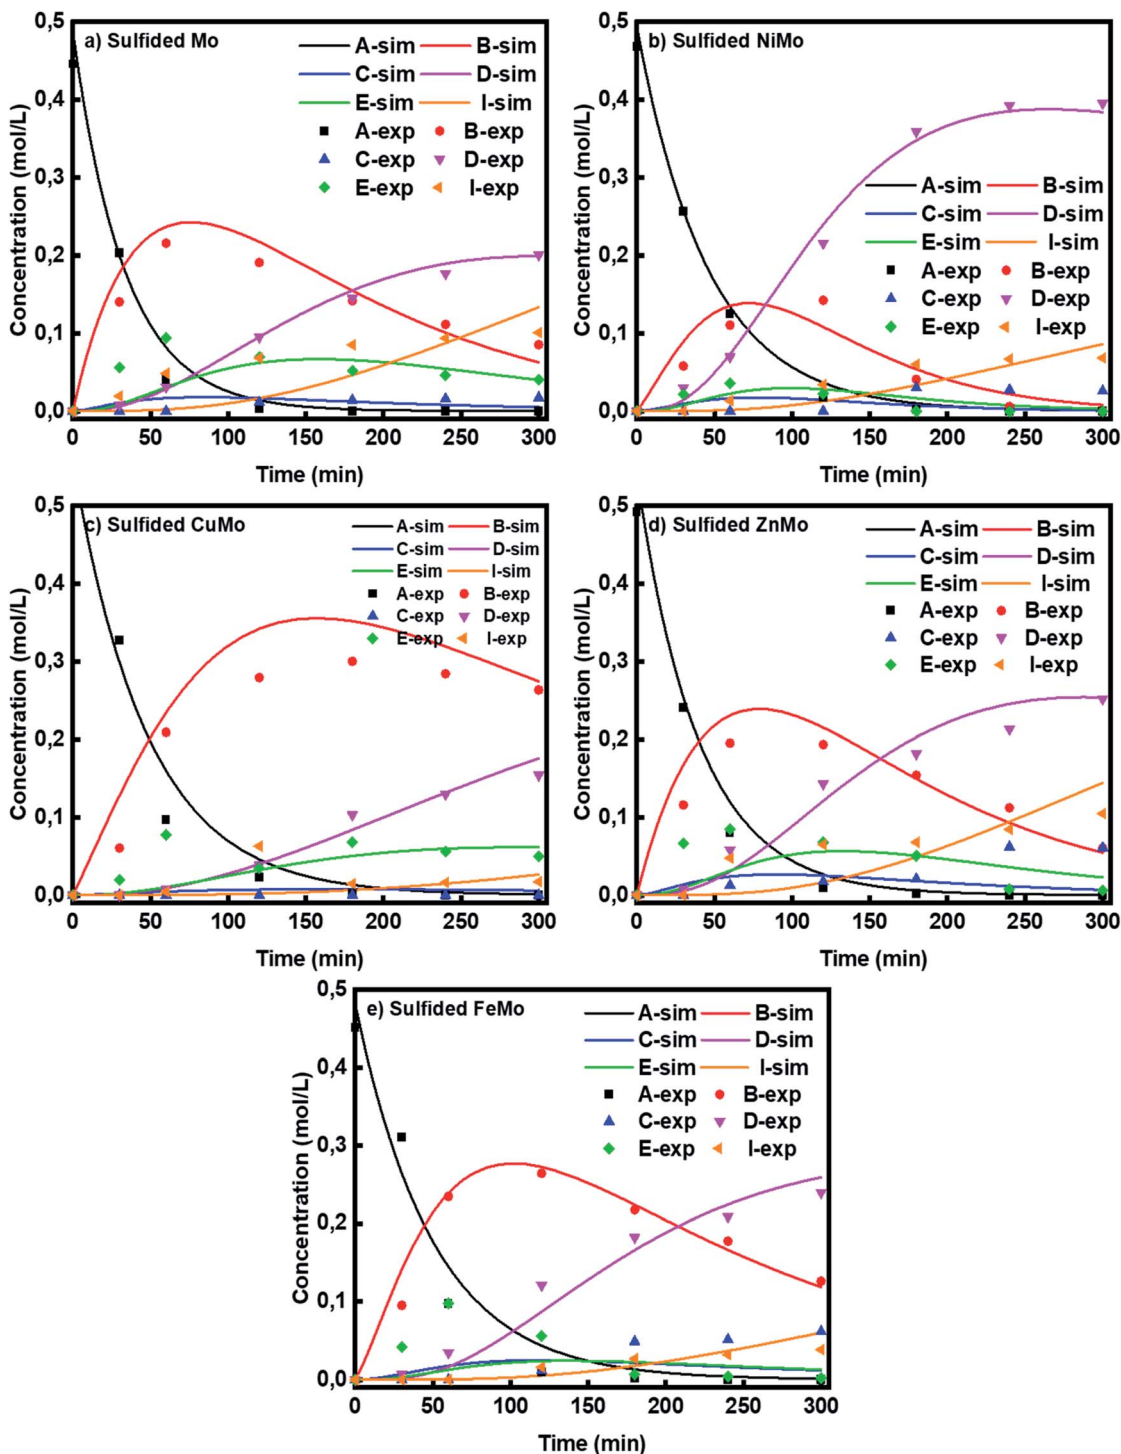 0,5
a) Sulfided Mo
A-sim B-sim
C-sim D-sim
E-sim I-sim
A-exp B-exp
C-exp D-exp
E-exp I-exp
0,4
0,3
0,2
0,1
0,0
Concentration (mol/L)
0 50 100 150 200 250 300
Time (min)
0,5
b) Sulfided NiMo
0,4
0,3
0,2
0,1
0,0
A-sim B-sim
C-sim D-sim
E-sim I-sim
A-exp B-exp
C-exp D-exp
E-exp I-exp
Concentration (mol/L)
0 50 100 150 200 250 300
Time (min)
0,5
c) Sulfided CuMo
A-sim B-sim
C-sim D-sim
E-sim I-sim
A-exp B-exp
C-exp D-exp
E-exp I-exp
0,4
0,3
0,2
0,1
0,0
Concentration (mol/L)
0 50 100 150 200 250 300
Time (min)
0,5
d) Sulfided ZnMo
A-sim B-sim
C-sim D-sim
E-sim I-sim
A-exp B-exp
C-exp D-exp
E-exp I-exp
0,4
0,3
0,2
0,1
0,0
Concentration (mol/L)
0 50 100 150 200 250 300
Time (min)
0,5
e) Sulfided FeMo
A-sim B-sim
C-sim D-sim
E-sim I-sim
A-exp B-exp
C-exp D-exp
E-exp I-exp
0,4
0,3
0,2
0,1
0,0
Concentration (mol/L)
0 50 100 150 200 250 300
Time (min)